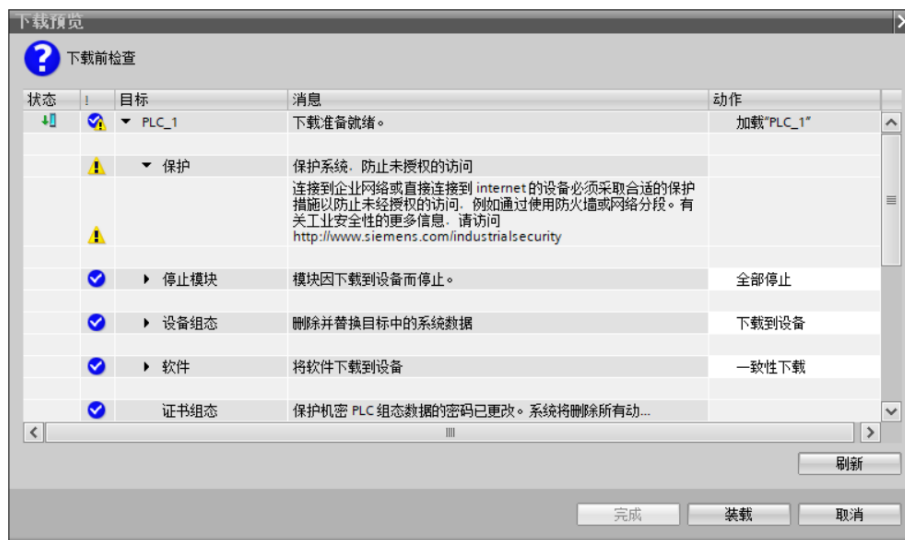 下载预览
下载前检查
状态 ! 目标 消息 动作
PLC_1 下载准备就绪。 加载"PLC_1"
保护 保护系统，防止未授权的访问
连接到企业网络或直接连接到 internet 的设备必须采取合适的保护
措施以防止未经授权的访问，例如通过使用防火墙或网络分段。有
关工业安全性的更多信息，请访问
http://www.siemens.com/industrialsecurity
停止模块 模块因下载到设备而停止。 全部停止
设备组态 删除并替换目标中的系统数据 下载到设备
软件 将软件下载到设备 一致性下载
证书组态 保护机密 PLC 组态数据的密码已更改。系统将删除所有动...
刷新
完成 装载 取消